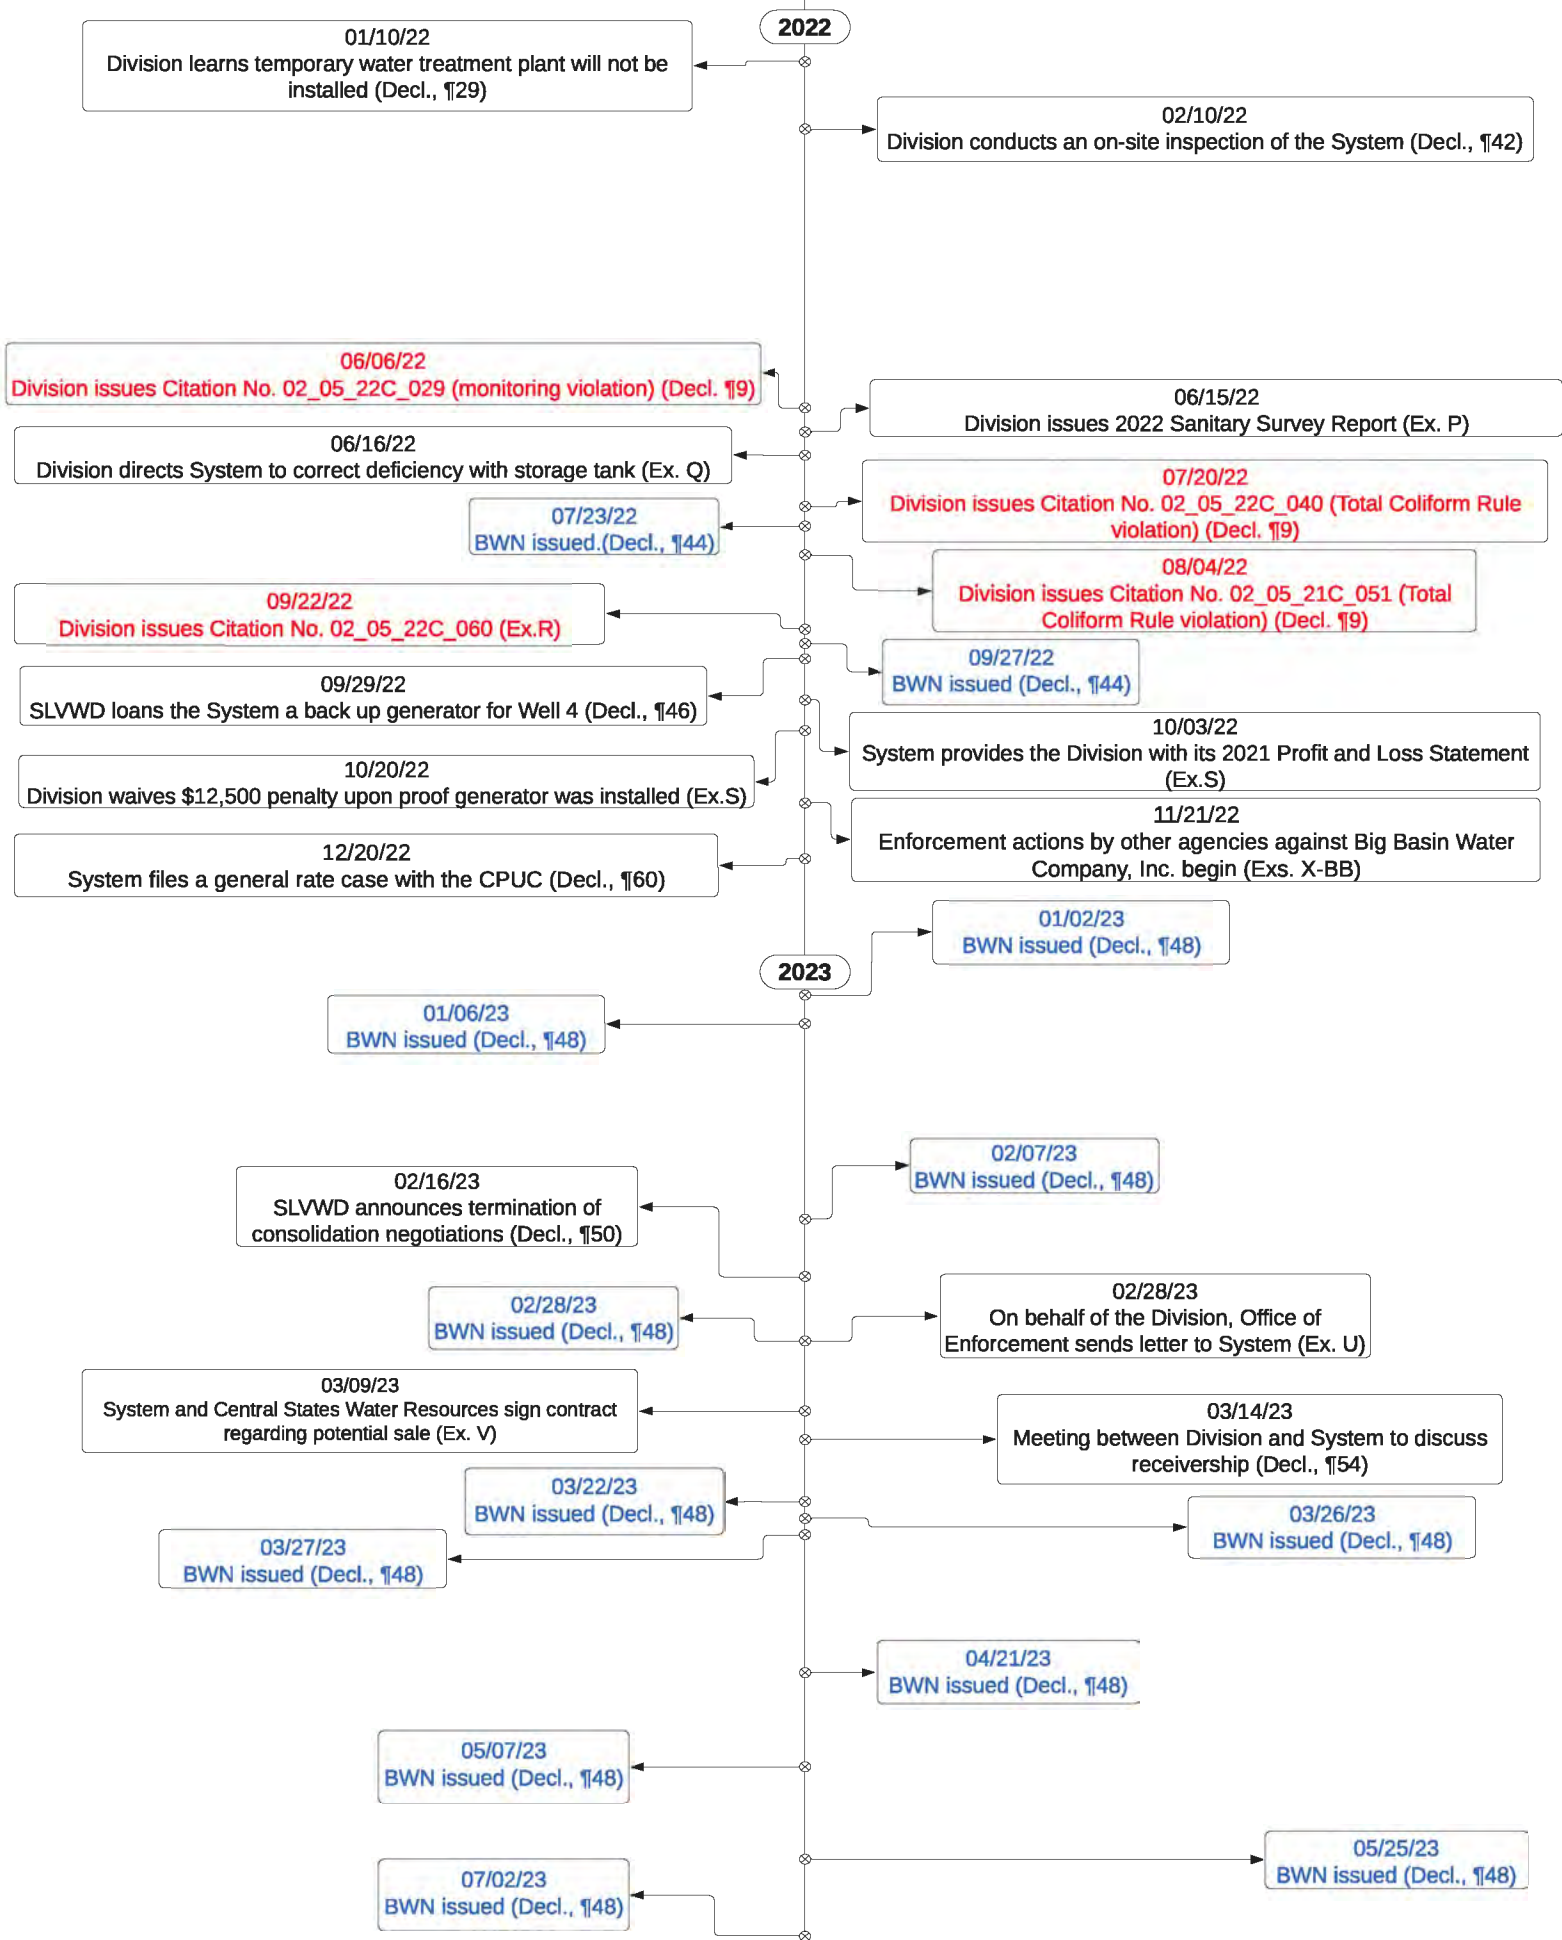 2022
01/10/22
Division learns temporary water treatment plant will not be
installed (Decl., ¶29)
02/10/22
Division conducts an on-site inspection of the System (Decl., ¶42)
06/06/22
Division issues Citation No. 02_05_22C_029 (monitoring violation) (Decl. ¶9)
06/15/22
Division issues 2022 Sanitary Survey Report (Ex. P)
06/16/22
Division directs System to correct deficiency with storage tank (Ex. Q)
07/20/22
Division issues Citation No. 02_05_22C_040 (Total Coliform Rule
violation) (Decl. ¶9)
07/23/22
BWN issued.(Decl., ¶44)
08/04/22
Division issues Citation No. 02_05_21C_051 (Total
Coliform Rule violation) (Decl. ¶9)
09/22/22
Division issues Citation No. 02_05_22C_060 (Ex.R)
09/27/22
BWN issued (Decl., ¶44)
09/29/22
SLVWD loans the System a back up generator for Well 4 (Decl., ¶46)
10/03/22
System provides the Division with its 2021 Profit and Loss Statement
(Ex.S)
10/20/22
Division waives $12,500 penalty upon proof generator was installed (Ex.S)
11/21/22
Enforcement actions by other agencies against Big Basin Water
Company, Inc. begin (Exs. X-BB)
12/20/22
System files a general rate case with the CPUC (Decl., ¶60)
01/02/23
BWN issued (Decl., ¶48)
2023
01/06/23
BWN issued (Decl., ¶48)
02/07/23
BWN issued (Decl., ¶48)
02/16/23
SLVWD announces termination of
consolidation negotiations (Decl., ¶50)
02/28/23
BWN issued (Decl., ¶48)
02/28/23
On behalf of the Division, Office of
Enforcement sends letter to System (Ex. U)
03/09/23
System and Central States Water Resources sign contract
regarding potential sale (Ex. V)
03/14/23
Meeting between Division and System to discuss
receivership (Decl., ¶54)
03/22/23
BWN issued (Decl., ¶48)
03/26/23
BWN issued (Decl., ¶48)
03/27/23
BWN issued (Decl., ¶48)
04/21/23
BWN issued (Decl., ¶48)
05/07/23
BWN issued (Decl., ¶48)
05/25/23
BWN issued (Decl., ¶48)
07/02/23
BWN issued (Decl., ¶48)